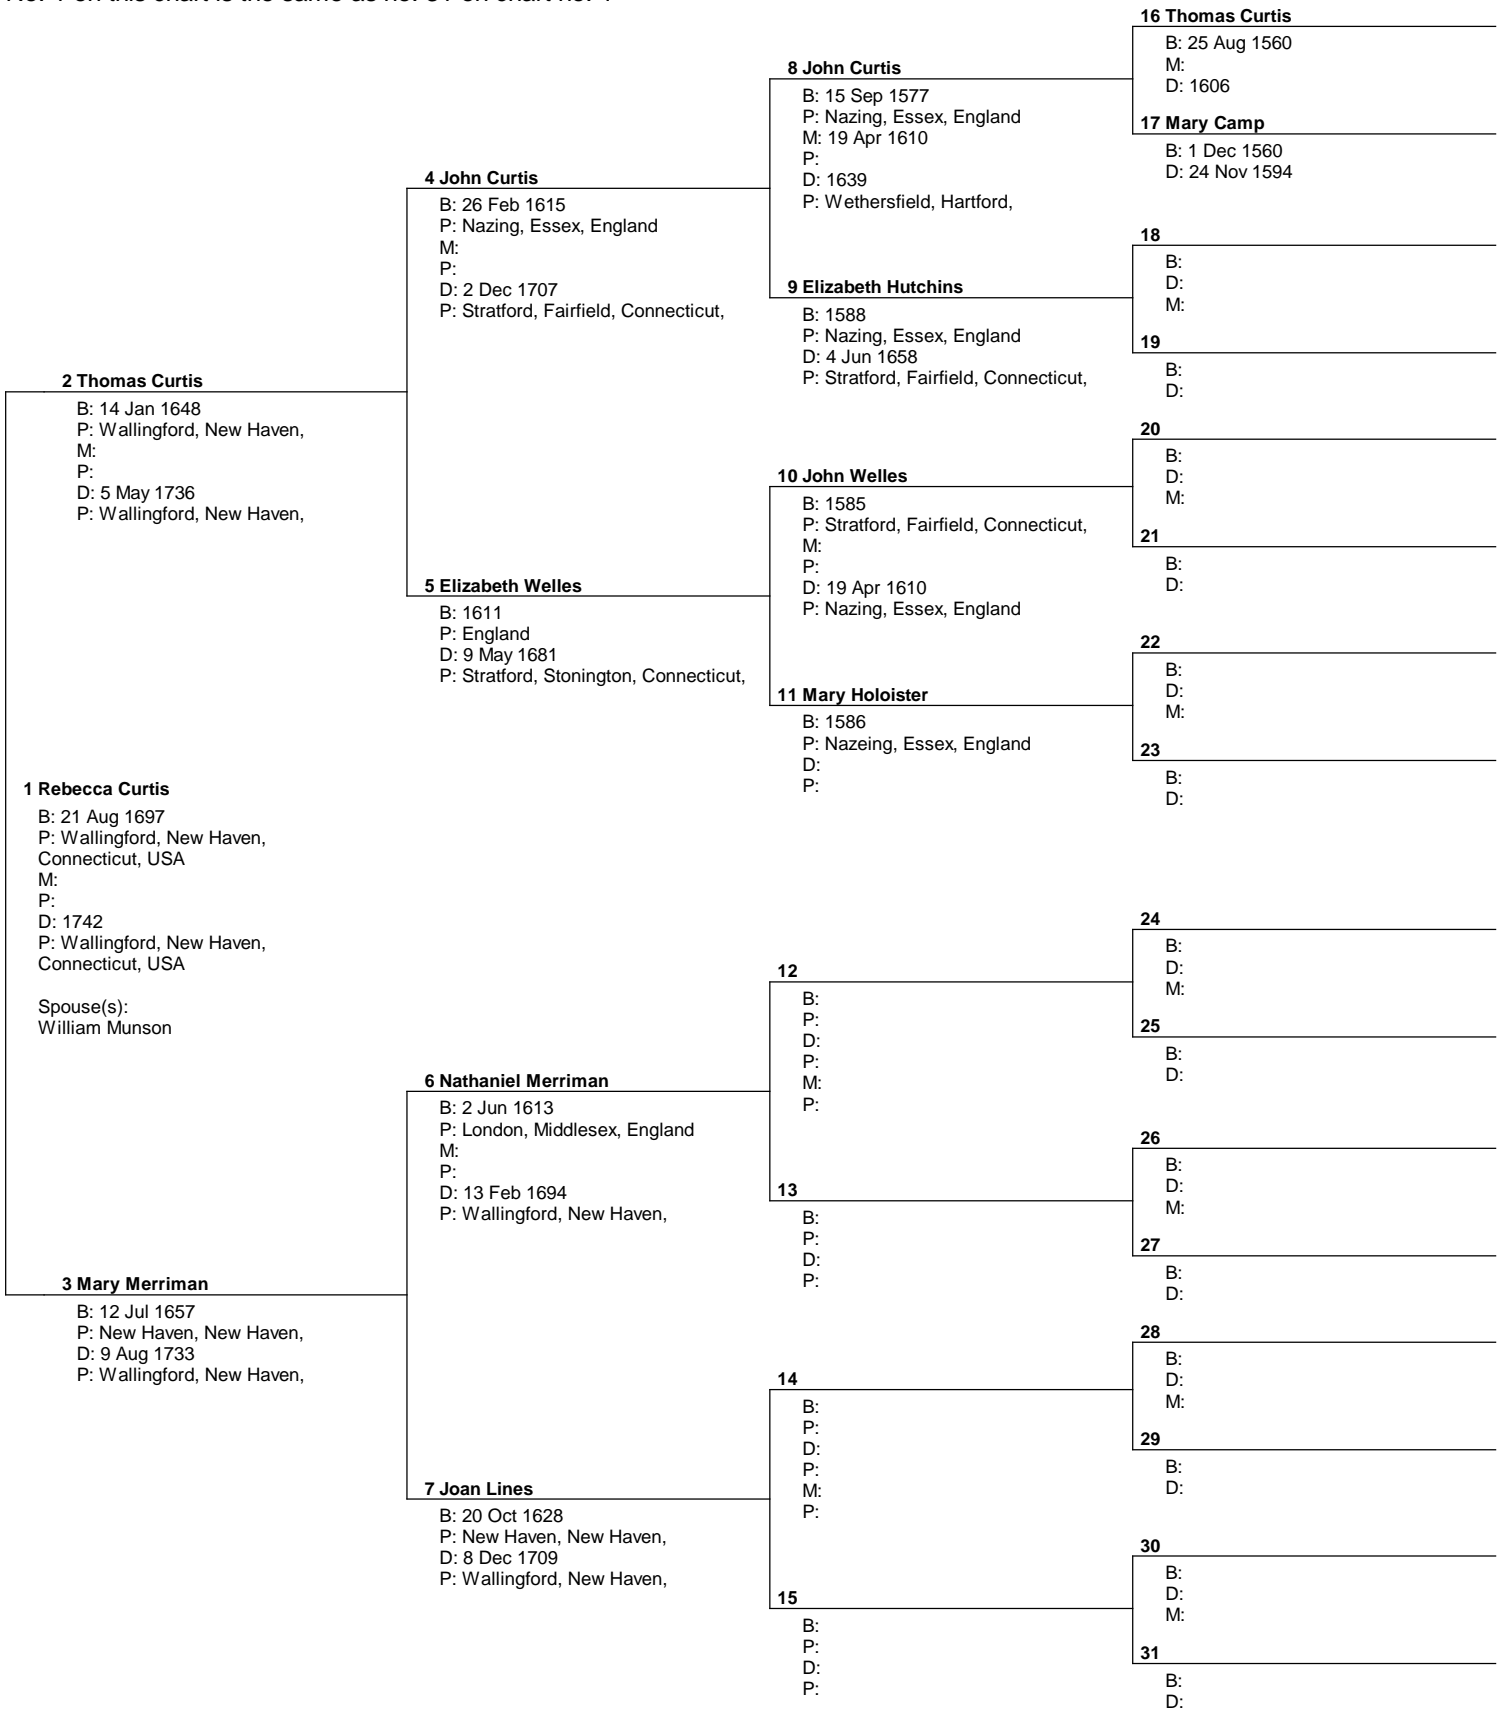 No. 1 on this chart is the same as no. on chart no.
1 Rebecca Curtis
B: 21 Aug 1697
P: Wallingford, New Haven,
Connecticut, USA
M:
P:
D: 1742
P: Wallingford, New Haven,
Connecticut, USA
Spouse(s):
William Munson
2 Thomas Curtis
B: 14 Jan 1648
P: Wallingford, New Haven,
M:
P:
D: 5 May 1736
P: Wallingford, New Haven,
3 Mary Merriman
B: 12 Jul 1657
P: New Haven, New Haven,
D: 9 Aug 1733
P: Wallingford, New Haven,
4 John Curtis
B: 26 Feb 1615
P: Nazing, Essex, England
M:
P:
D: 2 Dec 1707
P: Stratford, Fairfield, Connecticut,
5 Elizabeth Welles
B: 1611
P: England
D: 9 May 1681
P: Stratford, Stonington, Connecticut,
6 Nathaniel Merriman
B: 2 Jun 1613
P: London, Middlesex, England
M:
P:
D: 13 Feb 1694
P: Wallingford, New Haven,
7 Joan Lines
B: 20 Oct 1628
P: New Haven, New Haven,
D: 8 Dec 1709
P: Wallingford, New Haven,
8 John Curtis
B: 15 Sep 1577
P: Nazing, Essex, England
M: 19 Apr 1610
P:
D: 1639
P: Wethersfield, Hartford,
9 Elizabeth Hutchins
B: 1588
P: Nazing, Essex, England
D: 4 Jun 1658
P: Stratford, Fairfield, Connecticut,
10 John Welles
B: 1585
P: Stratford, Fairfield, Connecticut,
M:
P:
D: 19 Apr 1610
P: Nazing, Essex, England
11 Mary Holoister
B: 1586
P: Nazeing, Essex, England
D:
P:
12
B:
P:
D:
P:
M:
P:
13
B:
P:
D:
P:
14
B:
P:
D:
P:
M:
P:
15
B:
P:
D:
P:
16 Thomas Curtis
B: 25 Aug 1560
M:
D: 1606
17 Mary Camp
B: 1 Dec 1560
D: 24 Nov 1594
18
B:
D:
M:
19
B:
D:
20
B:
D:
M:
21
B:
D:
22
B:
D:
M:
23
B:
D:
24
B:
D:
M:
25
B:
D:
26
B:
D:
M:
27
B:
D:
28
B:
D:
M:
29
B:
D:
30
B:
D:
M:
31
B:
D: